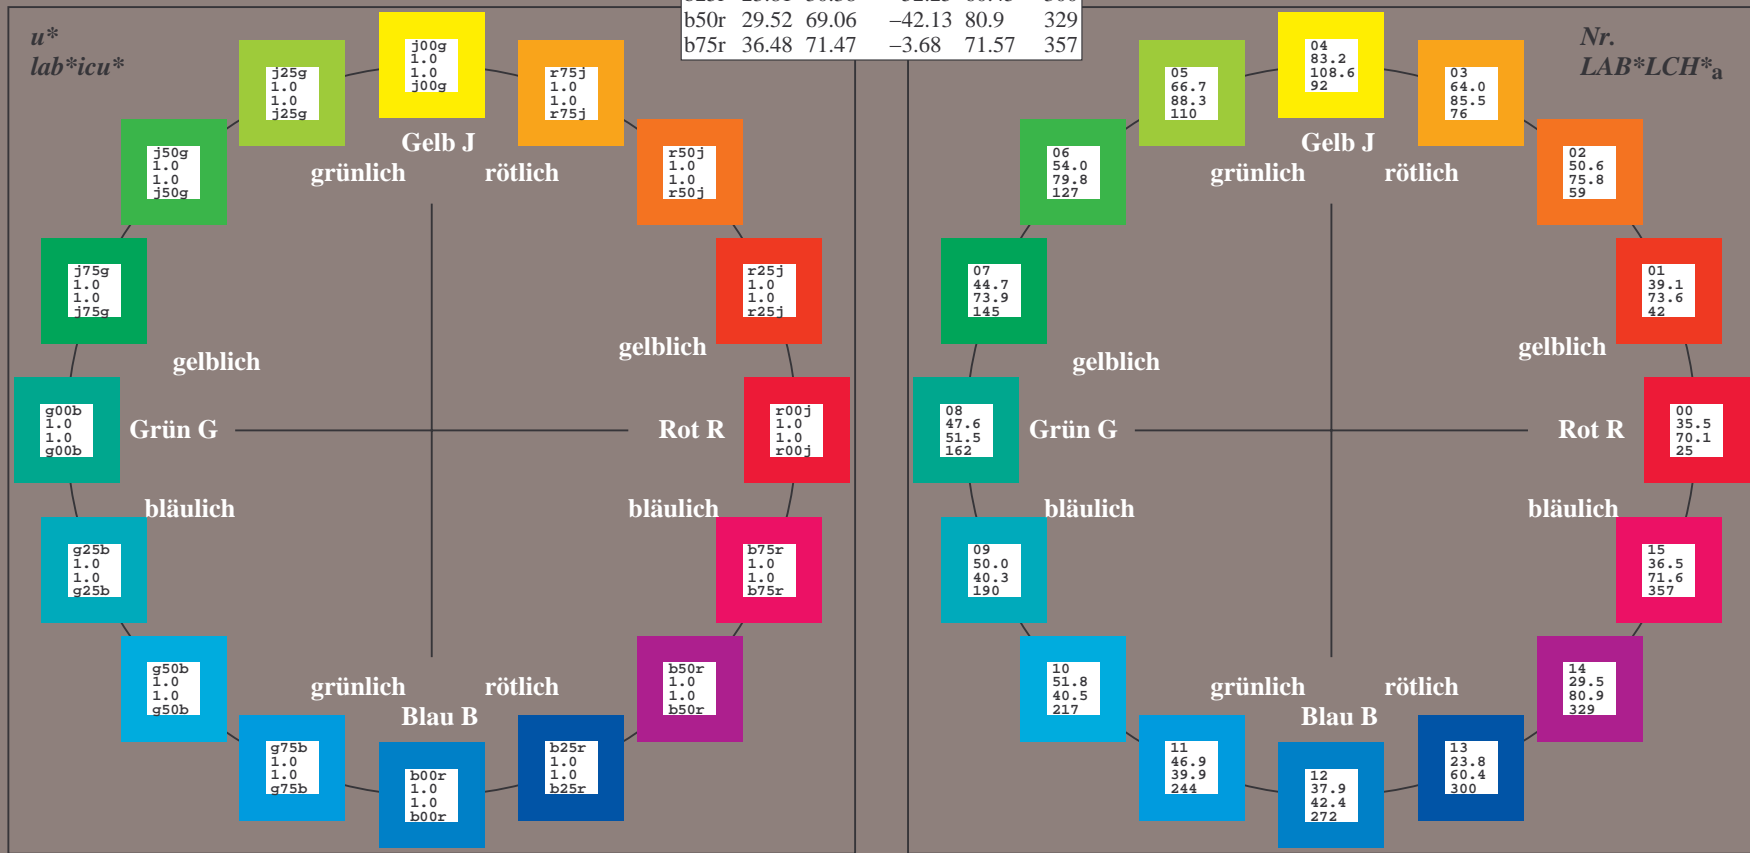 b50r 29.52 69.06 −42.13 80.9 329
b75r 36.48 71.47 −3.68 71.57 357
u*
lab*icu*
j00g
1.0
1.0
j00g
j25g
1.0
1.0
j25g
r75j
1.0
1.0
r75j
Gelb J
grünlich rötlich
j50g
1.0
1.0
j50g
r50j
1.0
1.0
r50j
j75g
1.0
1.0
j75g
r25j
1.0
1.0
r25j
gelblich gelblich
g00b
1.0
1.0
g00b
Grün G Rot R
r00j
1.0
1.0
r00j
bläulich bläulich
g25b
1.0
1.0
g25b
b75r
1.0
1.0
b75r
g50b
1.0
1.0
g50b
b50r
1.0
1.0
b50r
grünlich rötlich
Blau B
g75b
1.0
1.0
g75b
b00r
1.0
1.0
b00r
b25r
1.0
1.0
b25r
Nr.
LAB*LCH*a
04
83.2
108.6
92
05
66.7
88.3
110
03
64.0
85.5
76
Gelb J
grünlich rötlich
06
54.0
79.8
127
02
50.6
75.8
59
07
44.7
73.9
145
01
39.1
73.6
42
gelblich gelblich
08
47.6
51.5
162
Grün G Rot R
00
35.5
70.1
25
bläulich bläulich
09
50.0
40.3
190
15
36.5
71.6
357
10
51.8
40.5
217
14
29.5
80.9
329
grünlich rötlich
Blau B
11
46.9
39.9
244
12
37.9
42.4
272
13
23.8
60.4
300